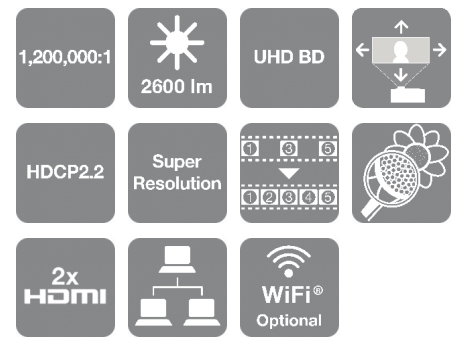 1,200,000:1
2600 lm
UHD BD
HDCP2.2
Super
Resolution
1 3 5
1 2 3 4 5
2x
HDMI
WiFi®
Optional